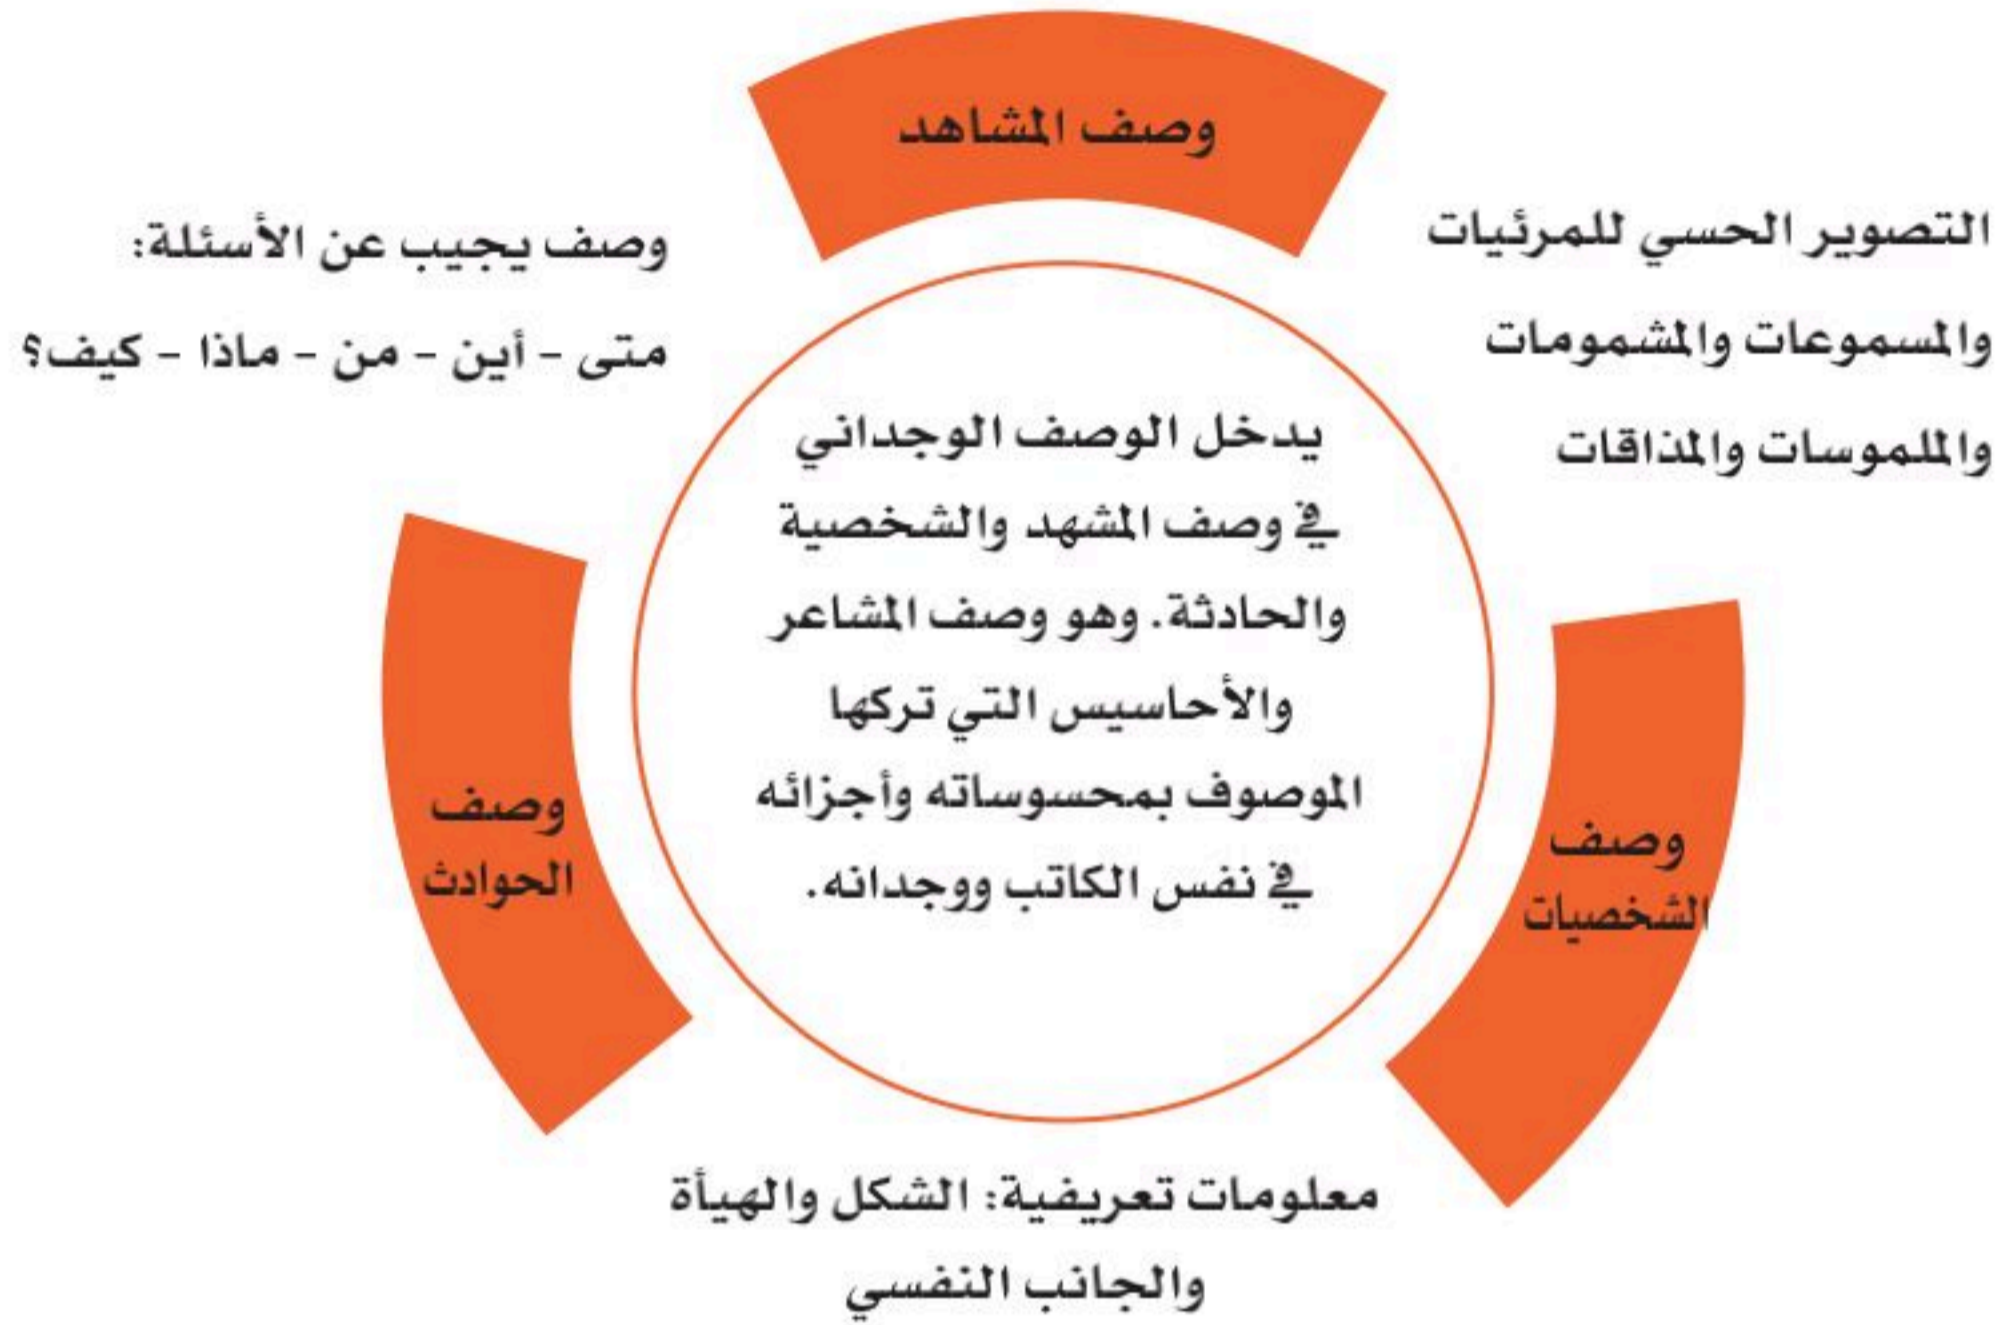 وصف المشاهد
التصوير الحسي للمرئيات
والمسموعات والمشمومات
والملموسات والمذاقات
وصف
الشخصيات
معلومات تعريفية: الشكل والهيأة
والجانب النفسي
وصف
الحوادث
وصف يجيب عن الأسئلة:
متى - أين - من - ماذا - كيف؟
يدخل الوصف الوجداني
في وصف المشهد والشخصية
والحادثة. وهو وصف المشاعر
والأحاسيس التي تركها
الموصوف بمحسوساته وأجزائه
في نفس الكاتب ووجدانه.